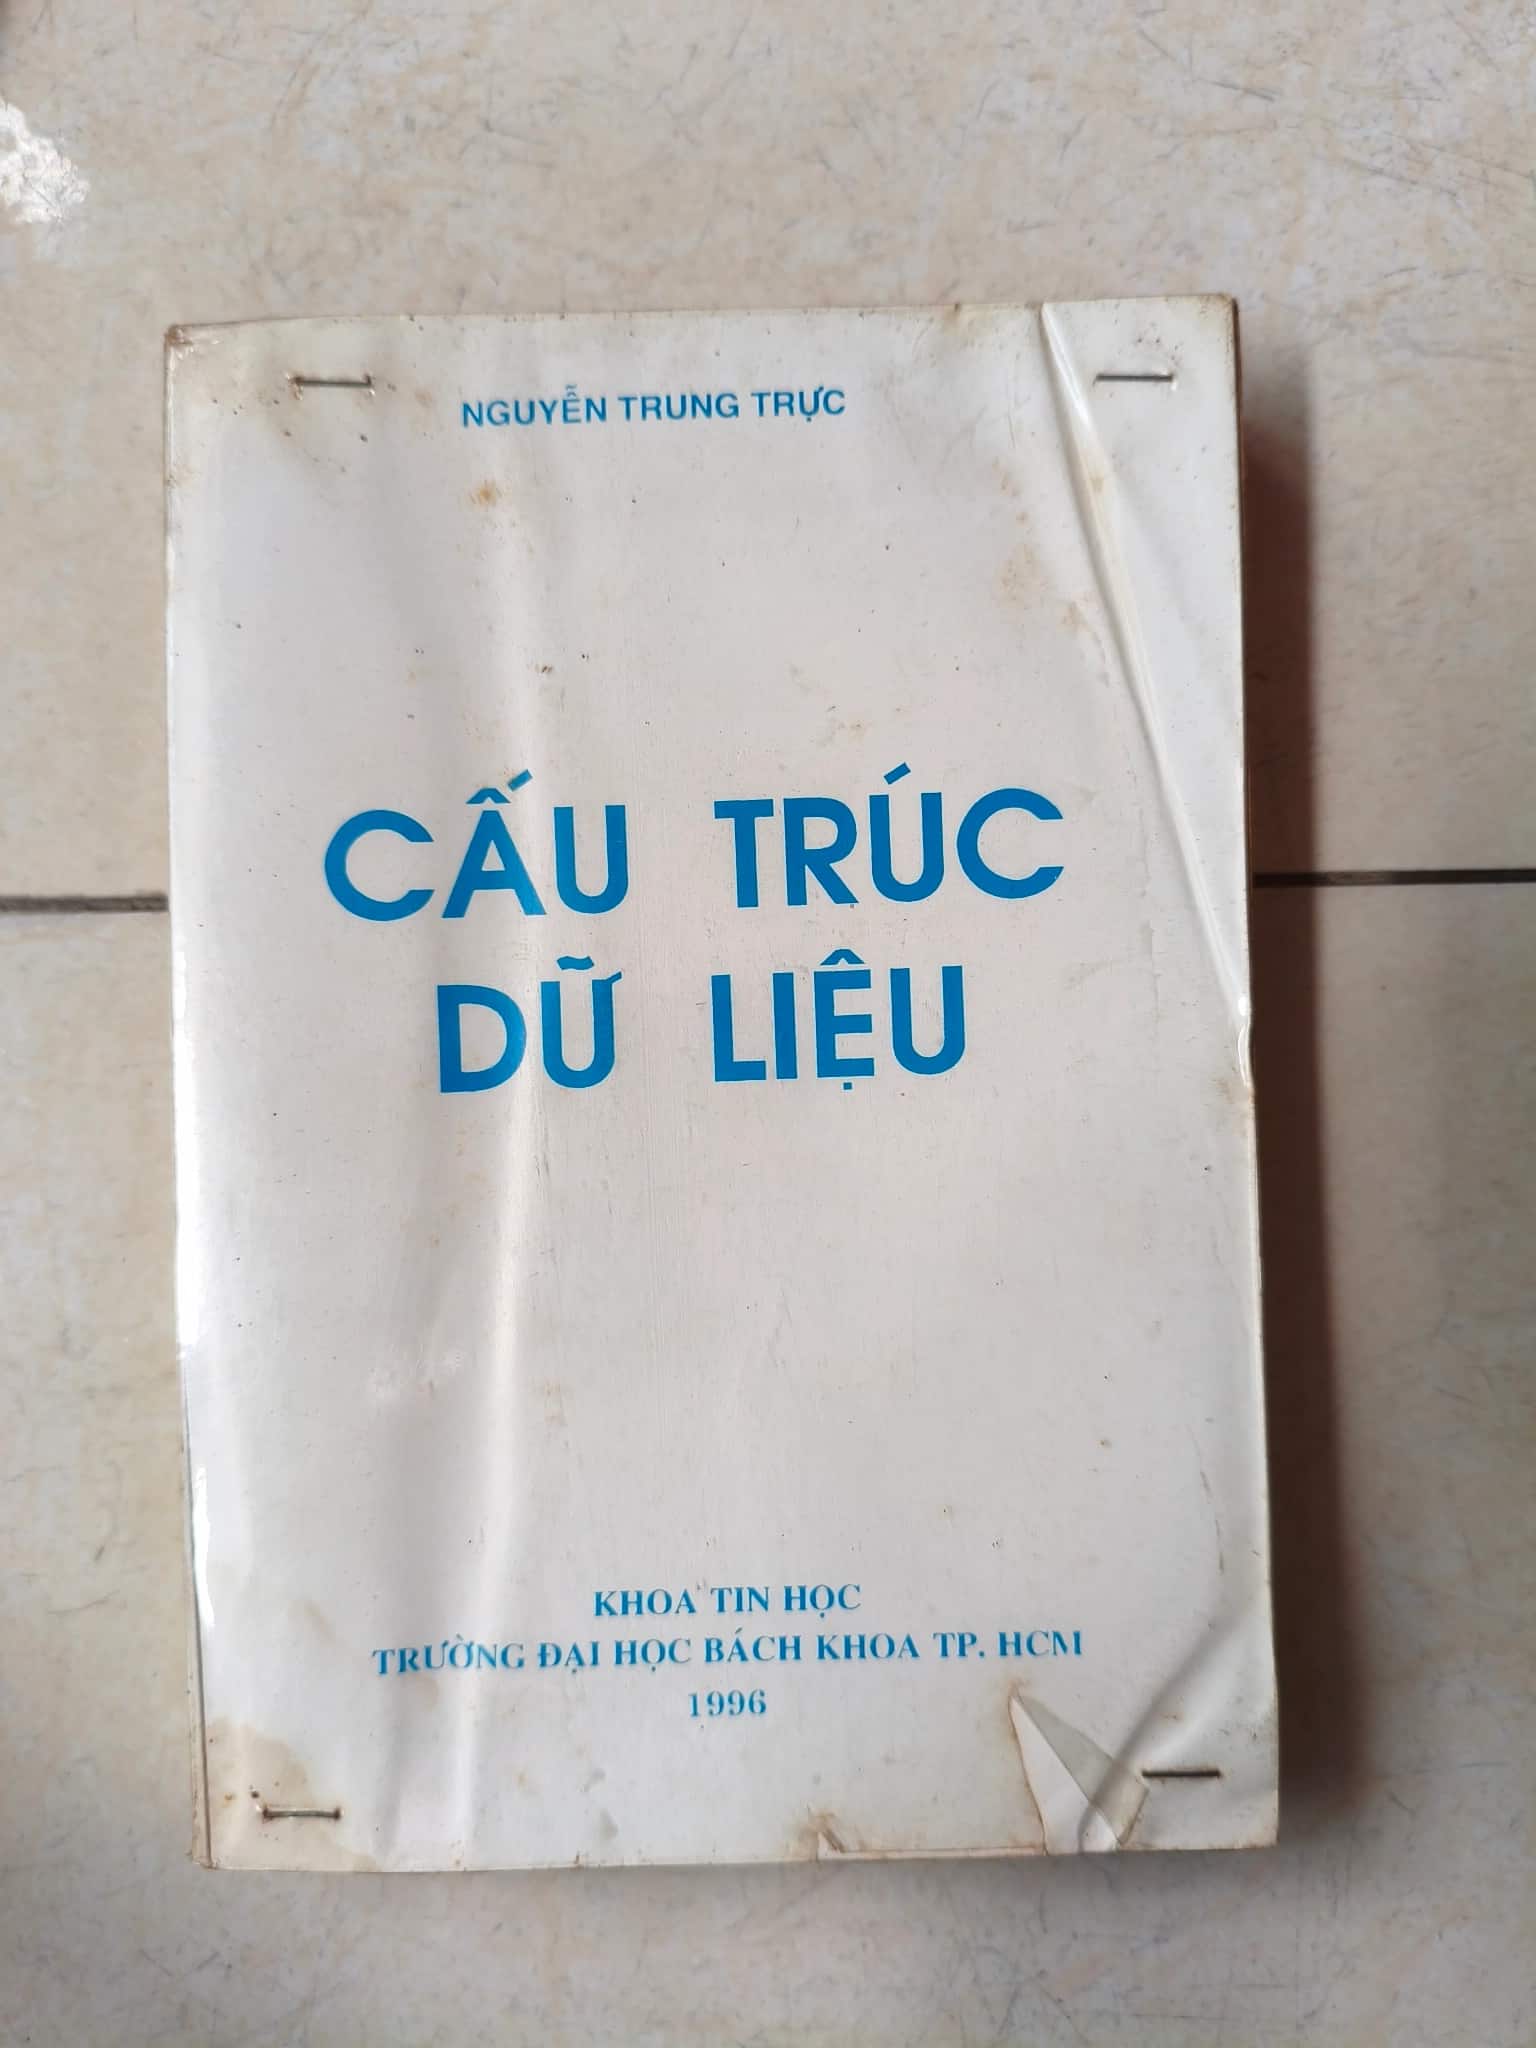 NGUYỄN TRUNG TRỰC
CẤU TRÚC
DỮ LIỆU
KHOA TIN HỌC
TRƯỜNG ĐẠI HỌC BÁCH KHOA TP. HCM
1996